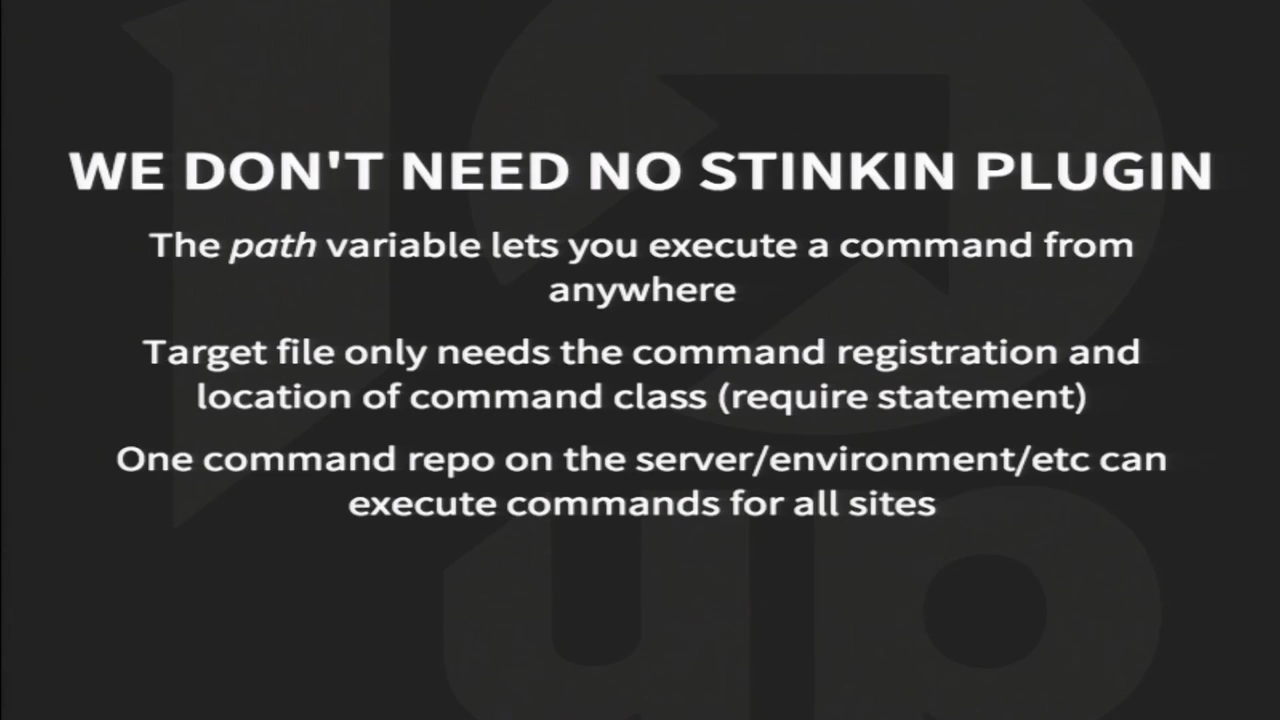 WE DON'T NEED NO STINKIN PLUGIN
The path variable lets you execute a command from
anywhere
Target file only needs the command registration and
location of command class (require statement)
One command repo on the server/environment/etc can
execute commands for all sites
10
up